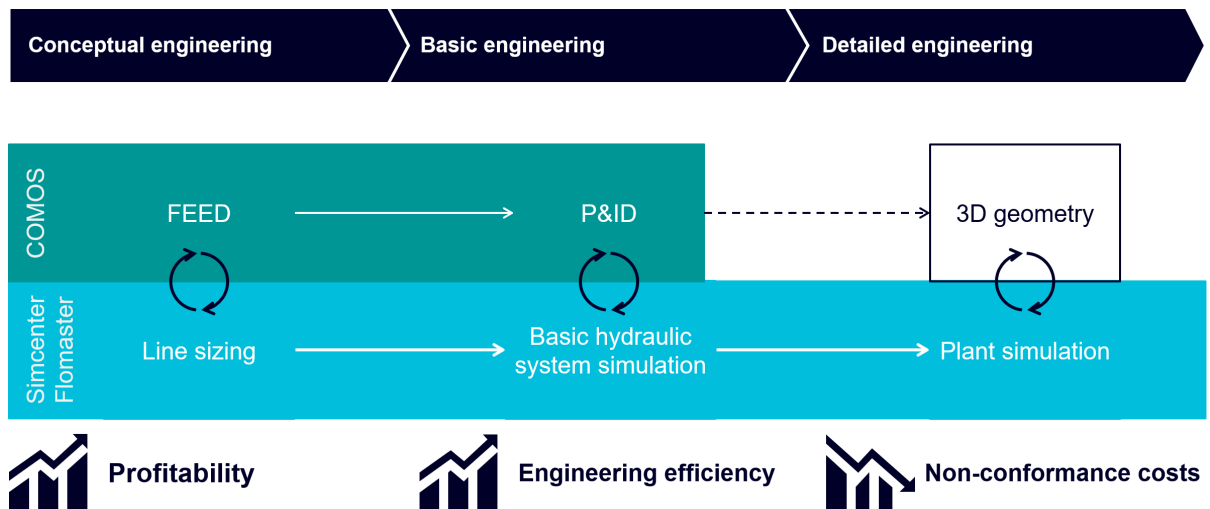 Conceptual engineering
Basic engineering
Detailed engineering
COMOS
FEED
P&ID
3D geometry
Simcenter
Flomaster
Line sizing
Basic hydraulic
system simulation
Plant simulation
Profitability
Engineering efficiency
Non-conformance costs